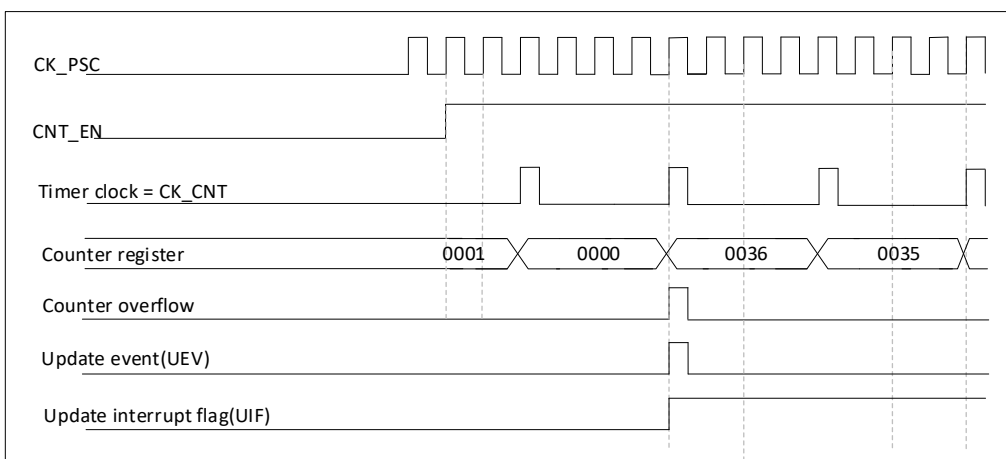 CK_PSC
CNT_EN
Timer clock = CK_CNT
Counter register 0001 0000 0036 0035
Counter overflow
Update event(UEV)
Update interrupt flag(UIF)